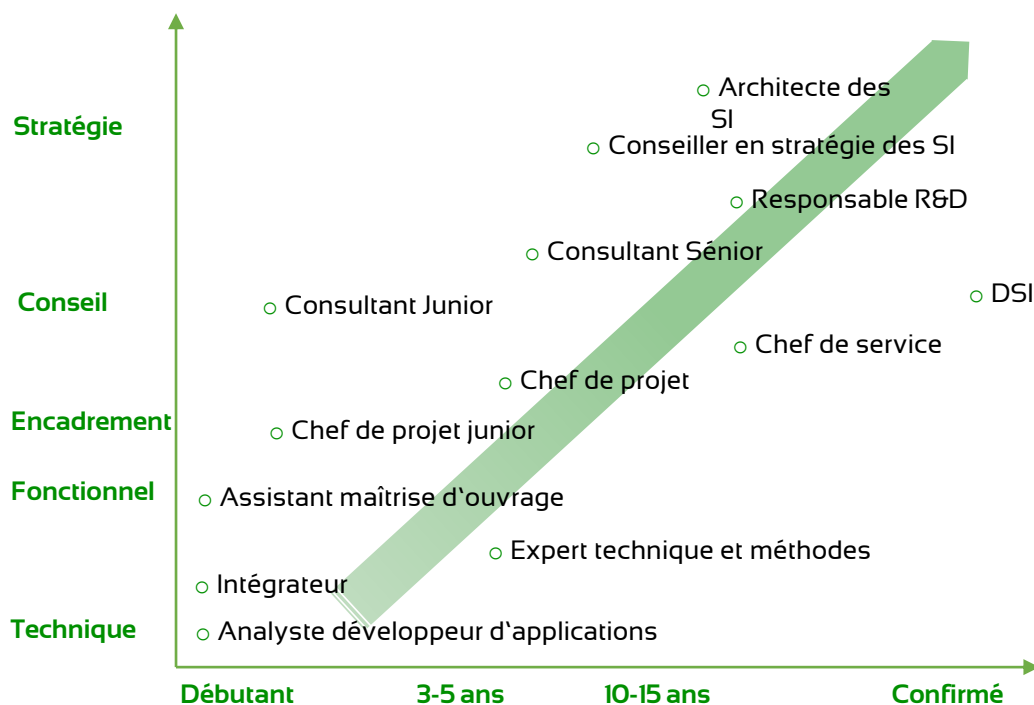 Architecte des
SI
Stratégie
Conseiller en stratégie des SI
Responsable R&D
Consultant Sénior
DSI
Conseil
Consultant Junior
Chef de service
Chef de projet
Encadrement
Chef de projet junior
Fonctionnel
Assistant maîtrise d'ouvrage
Expert technique et méthodes
Intégrateur
Technique
Analyste développeur d'applications
Débutant 3-5 ans 10-15 ans Confirmé